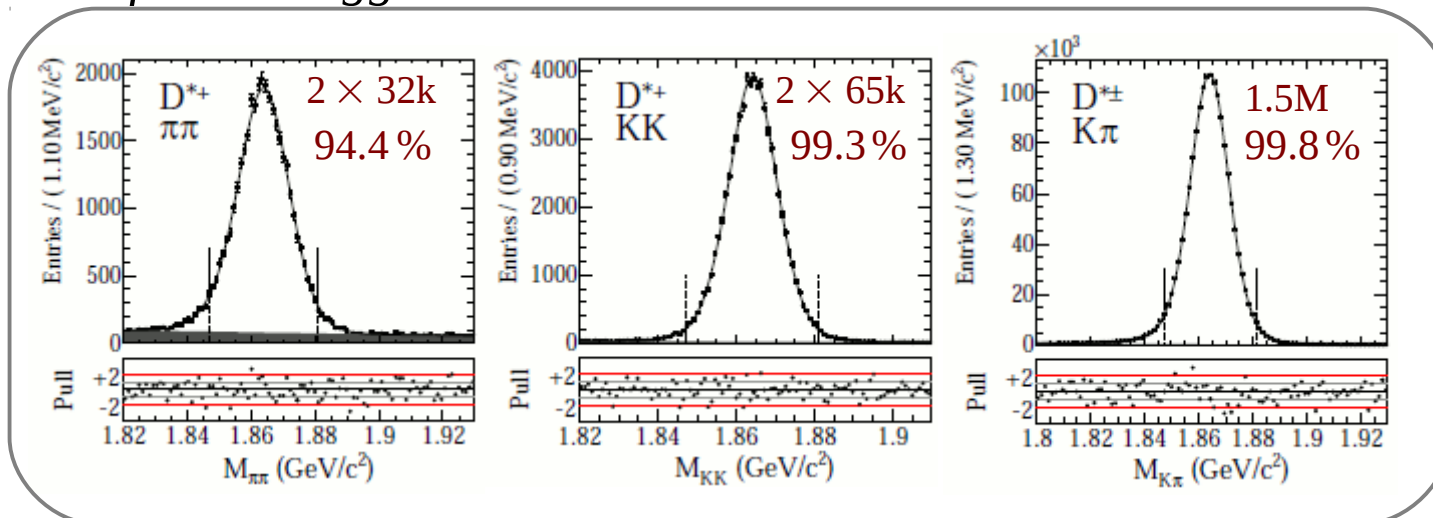 D*+
ππ
2 × 32k
94.4 %
Entries / ( 1.10 MeV/c²)
2000
1500
1000
500
0
Pull
+2
-2
1.82 1.84 1.86 1.88 1.9 1.92
Mππ (GeV/c²)
D*+
KK
2 × 65k
99.3 %
Entries / (0.90 MeV/c²)
4000
3000
2000
1000
0
Pull
+2
-2
1.82 1.84 1.86 1.88 1.9
MKK (GeV/c²)
×10³
D*±
Kπ
1.5M
99.8 %
Entries / ( 1.30 MeV/c²)
100
80
60
40
20
0
Pull
+2
-2
1.8 1.82 1.84 1.86 1.88 1.9 1.92
MKπ (GeV/c²)